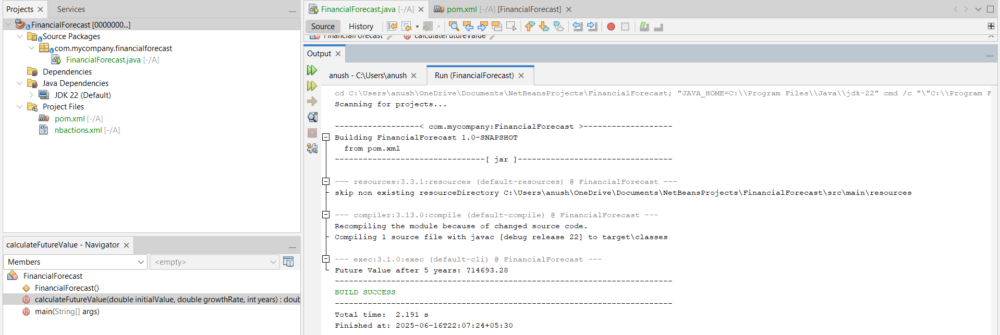 Projects
Services
FinancialForecast [0000000...]
Source Packages
com.mycompany.financialforecast
FinancialForecast.java [-/A]
Dependencies
Java Dependencies
JDK 22 (Default)
Project Files
pom.xml [-/A]
nbactions.xml [-/A]
calculateFutureValue - Navigator
Members
<empty>
FinancialForecast
FinancialForecast()
calculateFutureValue(double initialValue, double growthRate, int years) : doub
main(String[] args)
FinancialForecast.java [-/A]
pom.xml [-/A] [FinancialForecast]
Source
History
FinancialForecast
calculateFutureValue
Output
anush - C:\Users\anush
Run (FinancialForecast)
cd C:\Users\anush\OneDrive\Documents\NetBeansProjects\FinancialForecast; "JAVA_HOME=C:\\Program Files\\Java\\jdk-22" cmd /c "\"C:\\Program F
Scanning for projects...
------------------< com.mycompany:FinancialForecast >-------------------
Building FinancialForecast 1.0-SNAPSHOT
from pom.xml
--------------------------------[ jar ]---------------------------------
--- resources:3.3.1:resources (default-resources) @ FinancialForecast ---
skip non existing resourceDirectory C:\Users\anush\OneDrive\Documents\NetBeansProjects\FinancialForecast\src\main\resources
--- compiler:3.13.0:compile (default-compile) @ FinancialForecast ---
Recompiling the module because of changed source code.
Compiling 1 source file with javac [debug release 22] to target\classes
--- exec:3.1.0:exec (default-cli) @ FinancialForecast ---
Future Value after 5 years: ?14693.28
------------------------------------------------------------------------
BUILD SUCCESS
------------------------------------------------------------------------
Total time:  2.191 s
Finished at: 2025-06-16T22:07:24+05:30